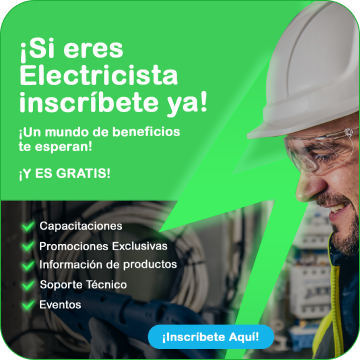 ¡Si eres
Electricista
inscríbete ya!
¡Un mundo de beneficios
te esperan!
¡Y ES GRATIS!
Capacitaciones
Promociones Exclusivas
Información de productos
Soporte Técnico
Eventos
¡Inscríbete Aquí!